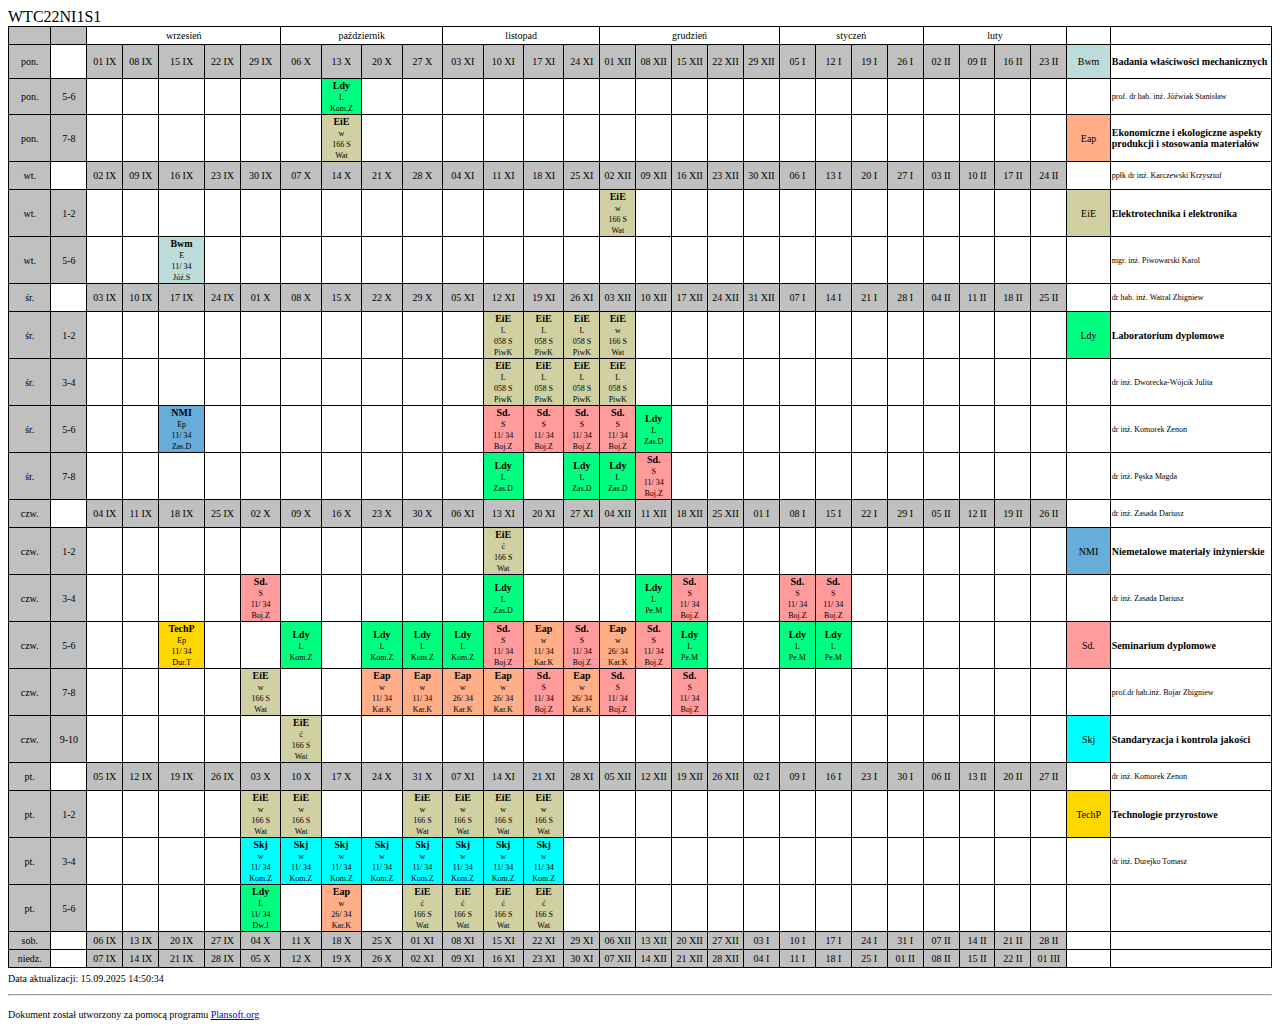 WTC22NI1S1
wrzesień październik listopad grudzień styczeń luty
pon. 01 IX 08 IX 15 IX 22 IX 29 IX 06 X 13 X 20 X 27 X 03 XI 10 XI 17 XI 24 XI 01 XII 08 XII 15 XII 22 XII 29 XII 05 I 12 I 19 I 26 I 02 II 09 II 16 II 23 II Bwm Badania właściwości mechanicznych
pon. 5-6 Ldy L Kom.Z prof. dr hab. inż. Jóźwiak Stanisław
pon. 7-8 EiE w 166 S Wat Eap Ekonomiczne i ekologiczne aspekty produkcji i stosowania materiałów
wt. 02 IX 09 IX 16 IX 23 IX 30 IX 07 X 14 X 21 X 28 X 04 XI 11 XI 18 XI 25 XI 02 XII 09 XII 16 XII 23 XII 30 XII 06 I 13 I 20 I 27 I 03 II 10 II 17 II 24 II ppłk dr inż. Karczewski Krzysztof
wt. 1-2 EiE w 166 S Wat EiE Elektrotechnika i elektronika
wt. 5-6 Bwm E 11/ 34 Józ.S mgr. inż. Piwowarski Karol
śr. 03 IX 10 IX 17 IX 24 IX 01 X 08 X 15 X 22 X 29 X 05 XI 12 XI 19 XI 26 XI 03 XII 10 XII 17 XII 24 XII 31 XII 07 I 14 I 21 I 28 I 04 II 11 II 18 II 25 II dr hab. inż. Watral Zbigniew
śr. 1-2 EiE L 058 S PiwK EiE L 058 S PiwK EiE L 058 S PiwK EiE w 166 S Wat Ldy Laboratorium dyplomowe
śr. 3-4 EiE L 058 S PiwK EiE L 058 S PiwK EiE L 058 S PiwK EiE L 058 S PiwK dr inż. Dworecka-Wójcik Julita
śr. 5-6 NMI Ep 11/ 34 Zas.D Sd. S 11/ 34 Boj.Z Sd. S 11/ 34 Boj.Z Sd. S 11/ 34 Boj.Z Sd. S 11/ 34 Boj.Z Ldy L Zas.D dr inż. Komorek Zenon
śr. 7-8 Ldy L Zas.D Ldy L Zas.D Ldy L Zas.D Sd. S 11/ 34 Boj.Z dr inż. Pęska Magda
czw. 04 IX 11 IX 18 IX 25 IX 02 X 09 X 16 X 23 X 30 X 06 XI 13 XI 20 XI 27 XI 04 XII 11 XII 18 XII 25 XII 01 I 08 I 15 I 22 I 29 I 05 II 12 II 19 II 26 II dr inż. Zasada Dariusz
czw. 1-2 EiE ć 166 S Wat NMI Niemetalowe materiały inżynierskie
czw. 3-4 Sd. S 11/ 34 Boj.Z Ldy L Zas.D Ldy L Pe.M Sd. S 11/ 34 Boj.Z Sd. S 11/ 34 Boj.Z Sd. S 11/ 34 Boj.Z dr inż. Zasada Dariusz
czw. 5-6 TechP Ep 11/ 34 Dur.T Ldy L Kom.Z Ldy L Kom.Z Ldy L Kom.Z Ldy L Kom.Z Sd. S 11/ 34 Boj.Z Eap w 11/ 34 Kar.K Sd. S 11/ 34 Boj.Z Eap w 26/ 34 Kar.K Sd. S 11/ 34 Boj.Z Ldy L Pe.M Ldy L Pe.M Ldy L Pe.M Sd. Seminarium dyplomowe
czw. 7-8 EiE w 166 S Wat Eap w 11/ 34 Kar.K Eap w 11/ 34 Kar.K Eap w 26/ 34 Kar.K Eap w 26/ 34 Kar.K Sd. S 11/ 34 Boj.Z Eap w 26/ 34 Kar.K Sd. S 11/ 34 Boj.Z Sd. S 11/ 34 Boj.Z prof.dr hab.inż. Bojar Zbigniew
czw. 9-10 EiE ć 166 S Wat Skj Standaryzacja i kontrola jakości
pt. 05 IX 12 IX 19 IX 26 IX 03 X 10 X 17 X 24 X 31 X 07 XI 14 XI 21 XI 28 XI 05 XII 12 XII 19 XII 26 XII 02 I 09 I 16 I 23 I 30 I 06 II 13 II 20 II 27 II dr inż. Komorek Zenon
pt. 1-2 EiE w 166 S Wat EiE w 166 S Wat EiE w 166 S Wat EiE w 166 S Wat EiE w 166 S Wat EiE w 166 S Wat TechP Technologie przyrostowe
pt. 3-4 Skj w 11/ 34 Kom.Z Skj w 11/ 34 Kom.Z Skj w 11/ 34 Kom.Z Skj w 11/ 34 Kom.Z Skj w 11/ 34 Kom.Z Skj w 11/ 34 Kom.Z Skj w 11/ 34 Kom.Z Skj w 11/ 34 Kom.Z dr inż. Durejko Tomasz
pt. 5-6 Ldy L 11/ 34 Dw.J Eap w 26/ 34 Kar.K EiE ć 166 S Wat EiE ć 166 S Wat EiE ć 166 S Wat EiE ć 166 S Wat
sob. 06 IX 13 IX 20 IX 27 IX 04 X 11 X 18 X 25 X 01 XI 08 XI 15 XI 22 XI 29 XI 06 XII 13 XII 20 XII 27 XII 03 I 10 I 17 I 24 I 31 I 07 II 14 II 21 II 28 II
niedz. 07 IX 14 IX 21 IX 28 IX 05 X 12 X 19 X 26 X 02 XI 09 XI 16 XI 23 XI 30 XI 07 XII 14 XII 21 XII 28 XII 04 I 11 I 18 I 25 I 01 II 08 II 15 II 22 II 01 III
Data aktualizacji: 15.09.2025 14:50:34
Dokument został utworzony za pomocą programu Plansoft.org